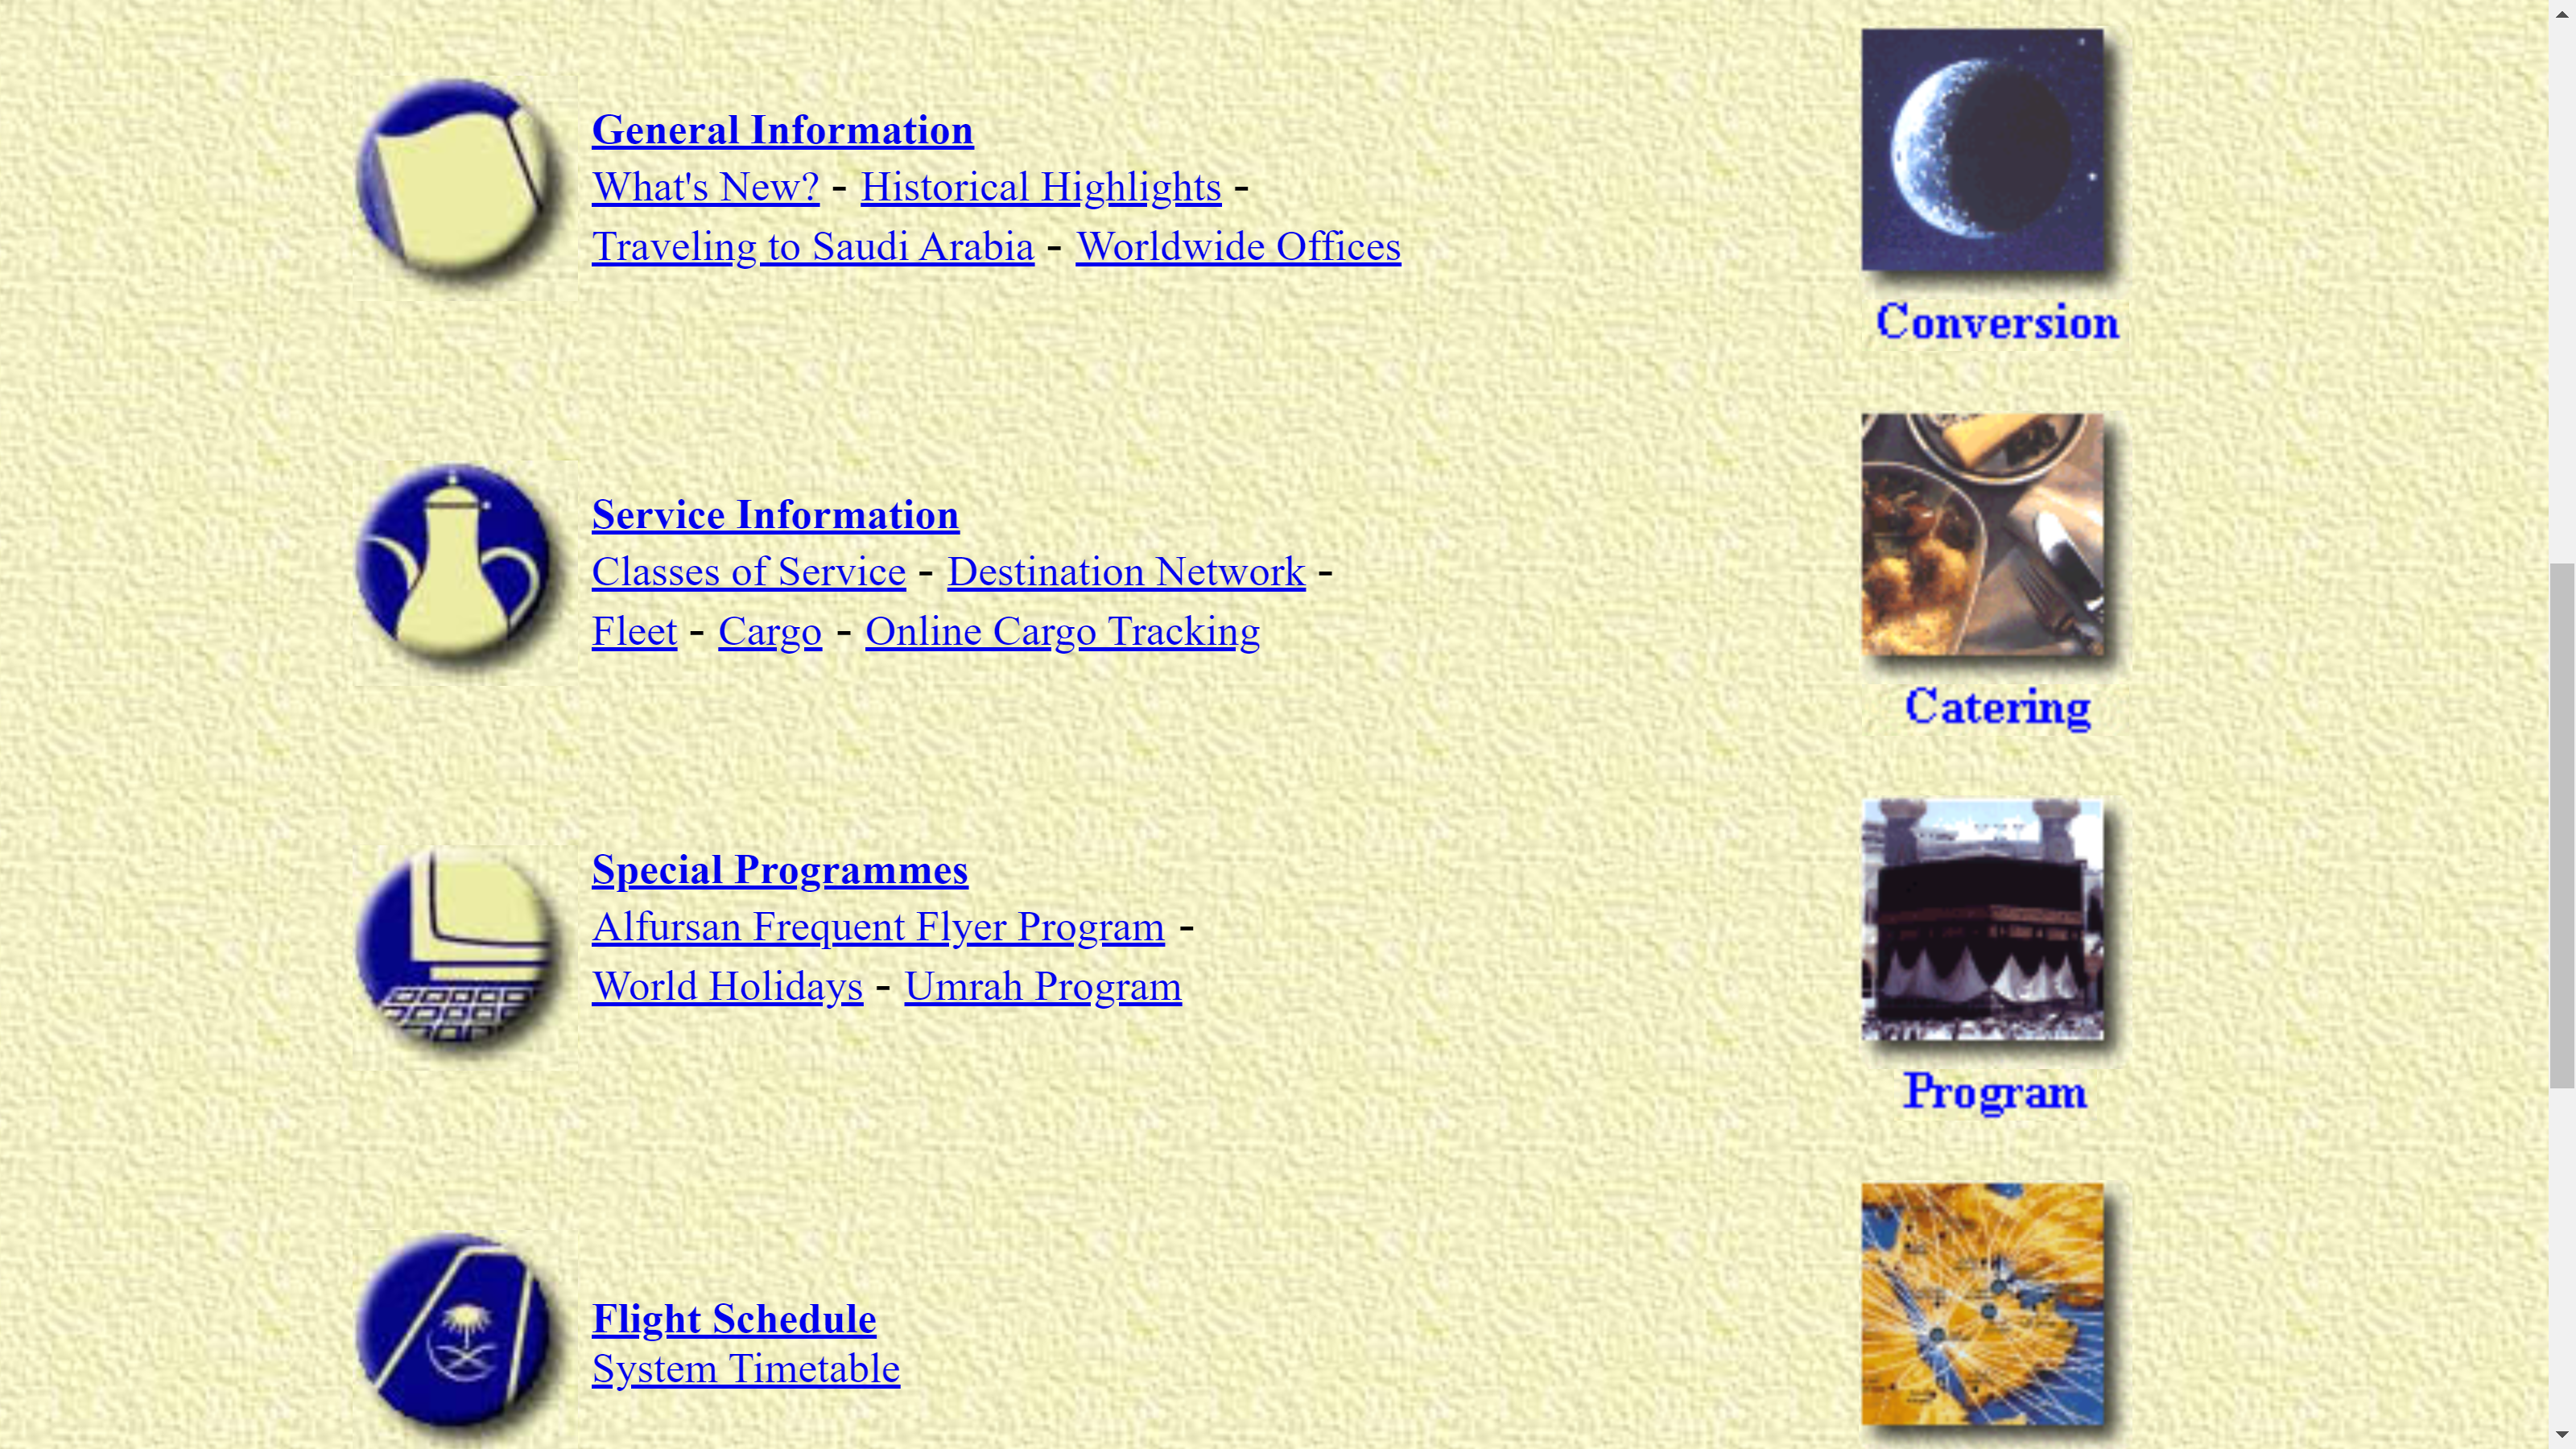 General Information
What's New? - Historical Highlights -
Traveling to Saudi Arabia - Worldwide Offices
Conversion
Service Information
Classes of Service - Destination Network -
Fleet - Cargo - Online Cargo Tracking
Catering
Special Programmes
Alfursan Frequent Flyer Program -
World Holidays - Umrah Program
Program
Flight Schedule
System Timetable